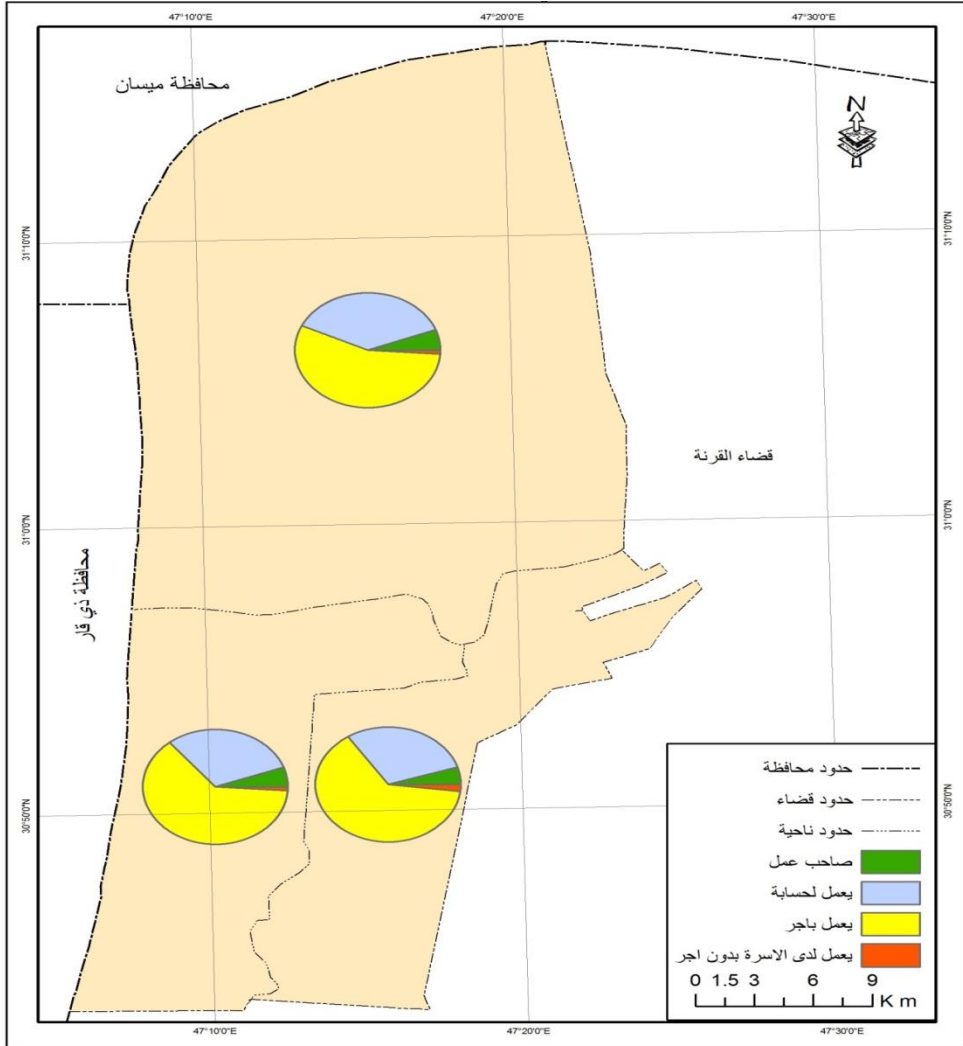 47°10'0"E
47°20'0"E
47°30'0"E
محافظة ميسان
N
31°10'0"N
31°10'0"N
قضاء القرنة
31°0'0"N
31°0'0"N
محافظة ذي قار
30°50'0"N
30°50'0"N
حدود محافظة
حدود قضاء
حدود ناحية
صاحب عمل
يعمل لحسابة
يعمل باجر
يعمل لدى الاسرة بدون اجر
0 1.5 3 6 9
K m
47°10'0"E
47°20'0"E
47°30'0"E